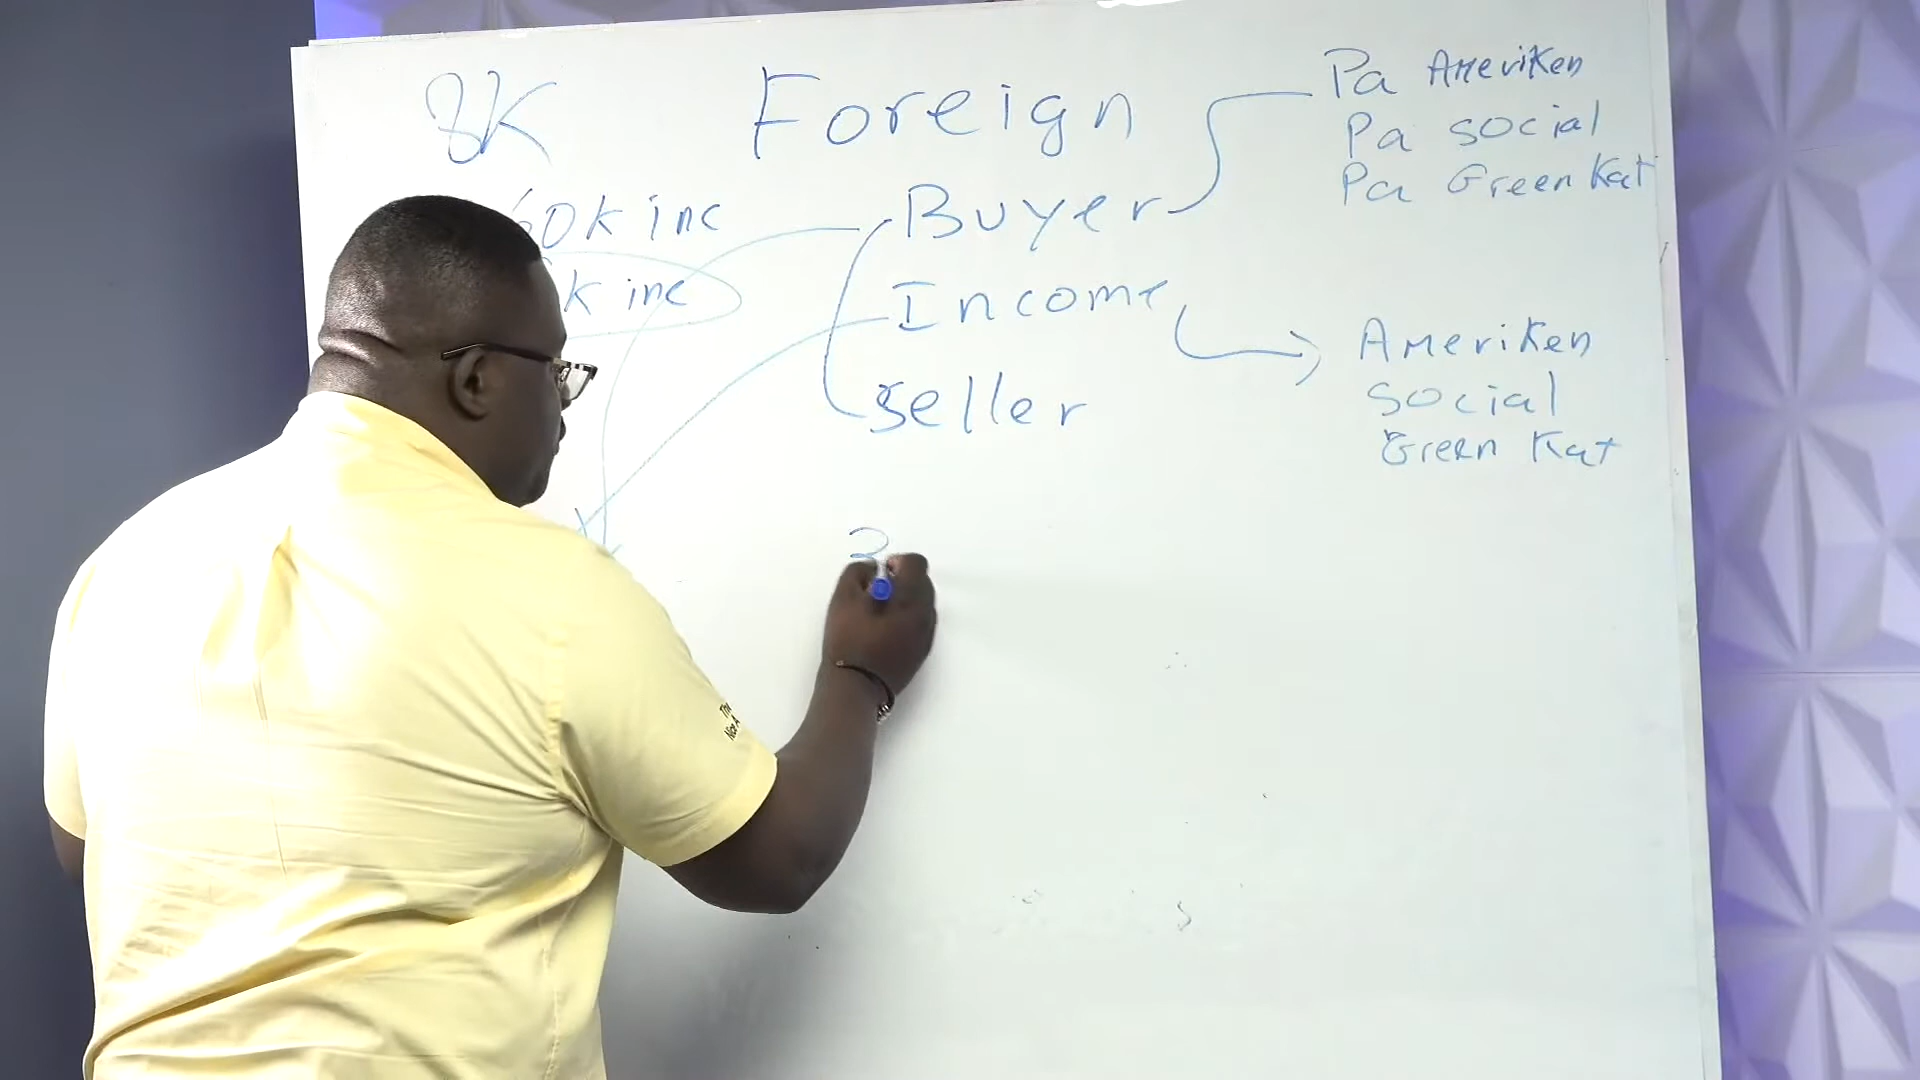 8K
Foreign
Pa Ameriken
Pa social
Pa Green Kat
60K inc
Buyer
k inc
Income
Ameriken
seller
social
Green Kat